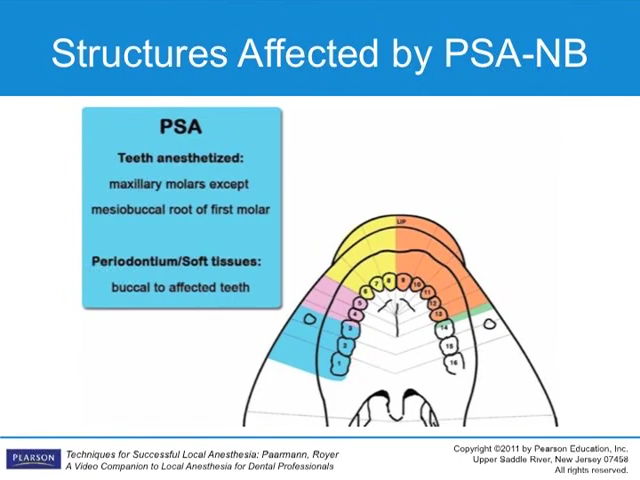 Structures Affected by PSA-NB
PSA
Teeth anesthetized:
maxillary molars except
mesiobuccal root of first molar
Periodontium/Soft tissues:
buccal to affected teeth
LIP
1
2
3
4
5
6
7
8
9
10
11
12
13
14
15
16
PEARSON
Techniques for Successful Local Anesthesia: Paarmann, Royer
A Video Companion to Local Anesthesia for Dental Professionals
Copyright ©2011 by Pearson Education, Inc.
Upper Saddle River, New Jersey 07458
All rights reserved.